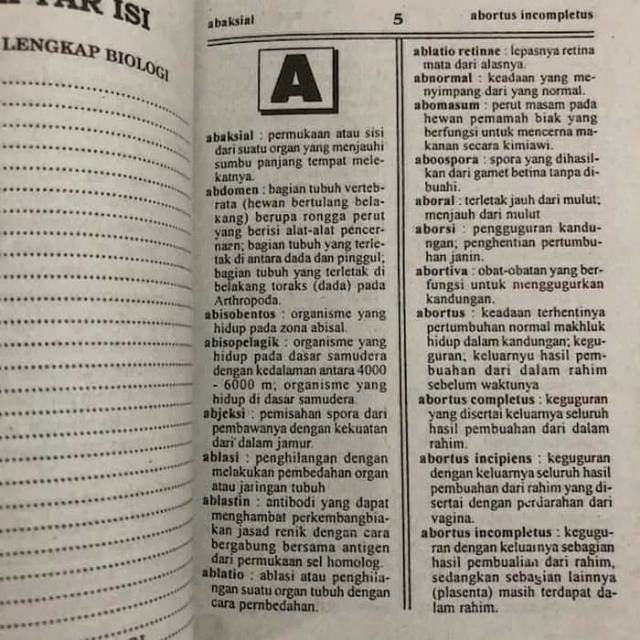 TAR ISI
LENGKAP BIOLOGI
abaksial
5
abortus incompletus
A
abaksial : permukaan atau sisi
dari suatu organ yang menjauhi
sumbu panjang tempat mele-
katnya.
abdomen : bagian tubuh verteb-
rata (hewan bertulang bela-
kang) berupa rongga perut
yang berisi alat-alat pencer-
naan; bagian tubuh yang terle-
tak di antara dada dan pinggul;
bagian tubuh yang terletak di
belakang toraks (dada) pada
Arthropoda.
abisobentos : organisme yang
hidup pada zona abisal.
abisopelagik : organisme yang
hidup pada dasar samudera
dengan kedalaman antara 4000
- 6000 m; organisme yang
hidup di dasar samudera.
abjeksi : pemisahan spora dari
pembawanya dengan kekuatan
dari dalam jamur.
ablasi : penghilangan dengan
melakukan pembedahan organ
atau jaringan tubuh
ablastin : antibodi yang dapat
menghambat perkembangbia-
kan jasad renik dengan cara
bergabung bersama antigen
dari permukaan sel homolog.
ablatio : ablasi atau penghila-
ngan suatu organ tubuh dengan
cara pembedahan.
ablatio retinae : lepasnya retina
mata dari alasnya.
abnormal : keadaan yang me-
nyimpang dari yang normal.
abomasum : perut masam pada
hewan pemamah biak yang
berfungsi untuk mencerna ma-
kanan secara kimiawi.
aboospora : spora yang dihasil-
kan dari gamet betina tanpa di-
buahi.
aboral : terletak jauh dari mulut;
menjauh dari mulut
aborsi : pengguguran kandu-
ngan; penghentian pertumbu-
han janin.
abortiva : obat-obatan yang ber-
fungsi untuk menggugurkan
kandungan.
abortus : keadaan terhentinya
pertumbuhan normal makhluk
hidup dalam kandungan; kegu-
guran; keluarnyu hasil pem-
buahan dari dalam rahim
sebelum waktunya
abortus completus : keguguran
yang disertai keluarnya seluruh
hasil pembuahan dari dalam
rahim.
abortus incipiens : keguguran
dengan keluarnya seluruh hasil
pembuahan dari rahim yang di-
sertai dengan perdarahan dari
vagina.
abortus incompletus : kegugu-
ran dengan keluarnya sebagian
hasil pembualian dari rahim,
sedangkan sebagian lainnya
(plasenta) masih terdapat da-
lam rahim.